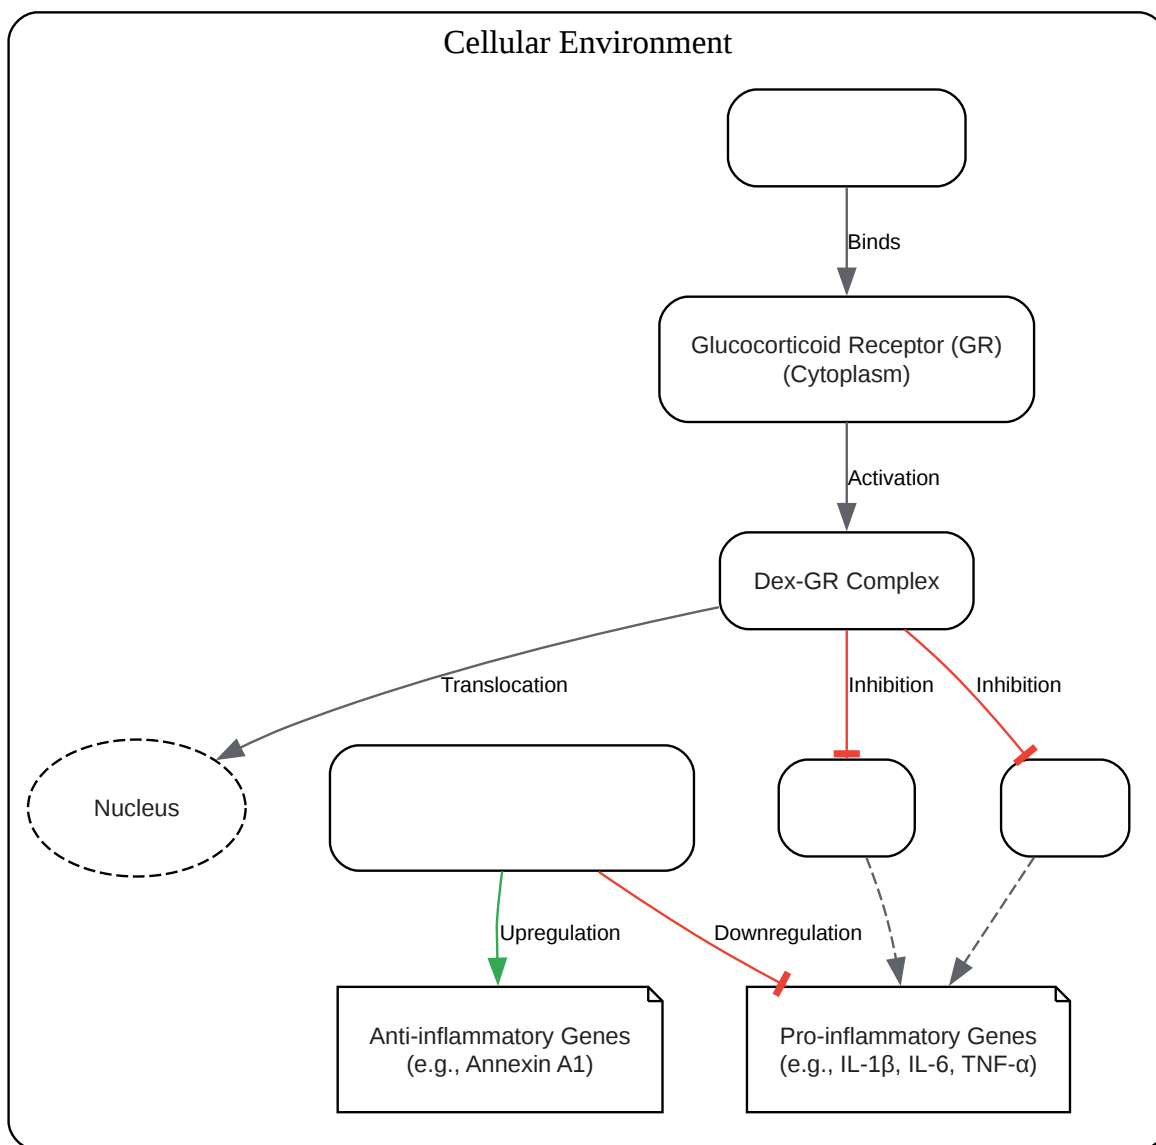 Cellular Environment
Binds
Glucocorticoid Receptor (GR)
(Cytoplasm)
Activation
Dex-GR Complex
Translocation
Inhibition
Inhibition
Nucleus
Upregulation
Downregulation
Anti-inflammatory Genes
(e.g., Annexin A1)
Pro-inflammatory Genes
(e.g., IL-1β, IL-6, TNF-α)